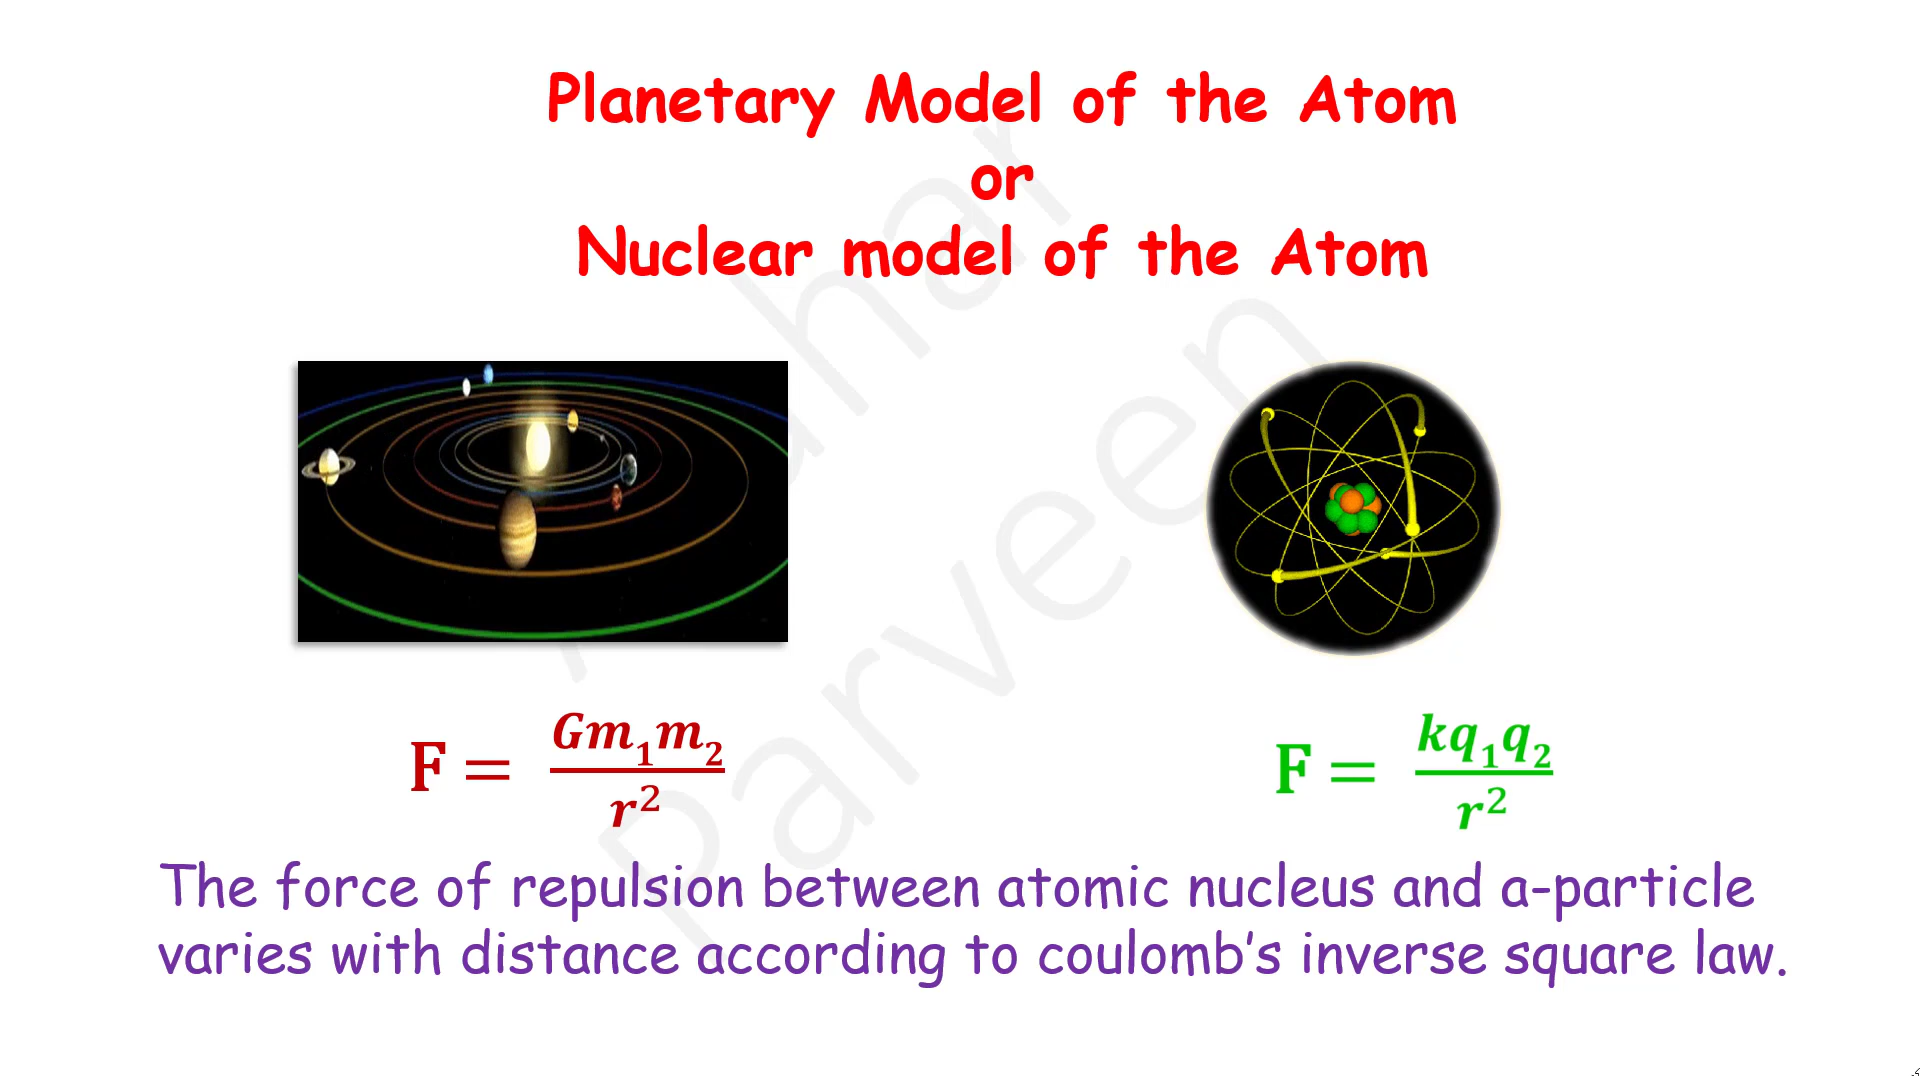 Planetary Model of the Atom
or
Nuclear model of the Atom
F = Gm₁m₂/r²
F = kq₁q₂/r²
The force of repulsion between atomic nucleus and a-particle
varies with distance according to coulomb's inverse square law.
Parveen